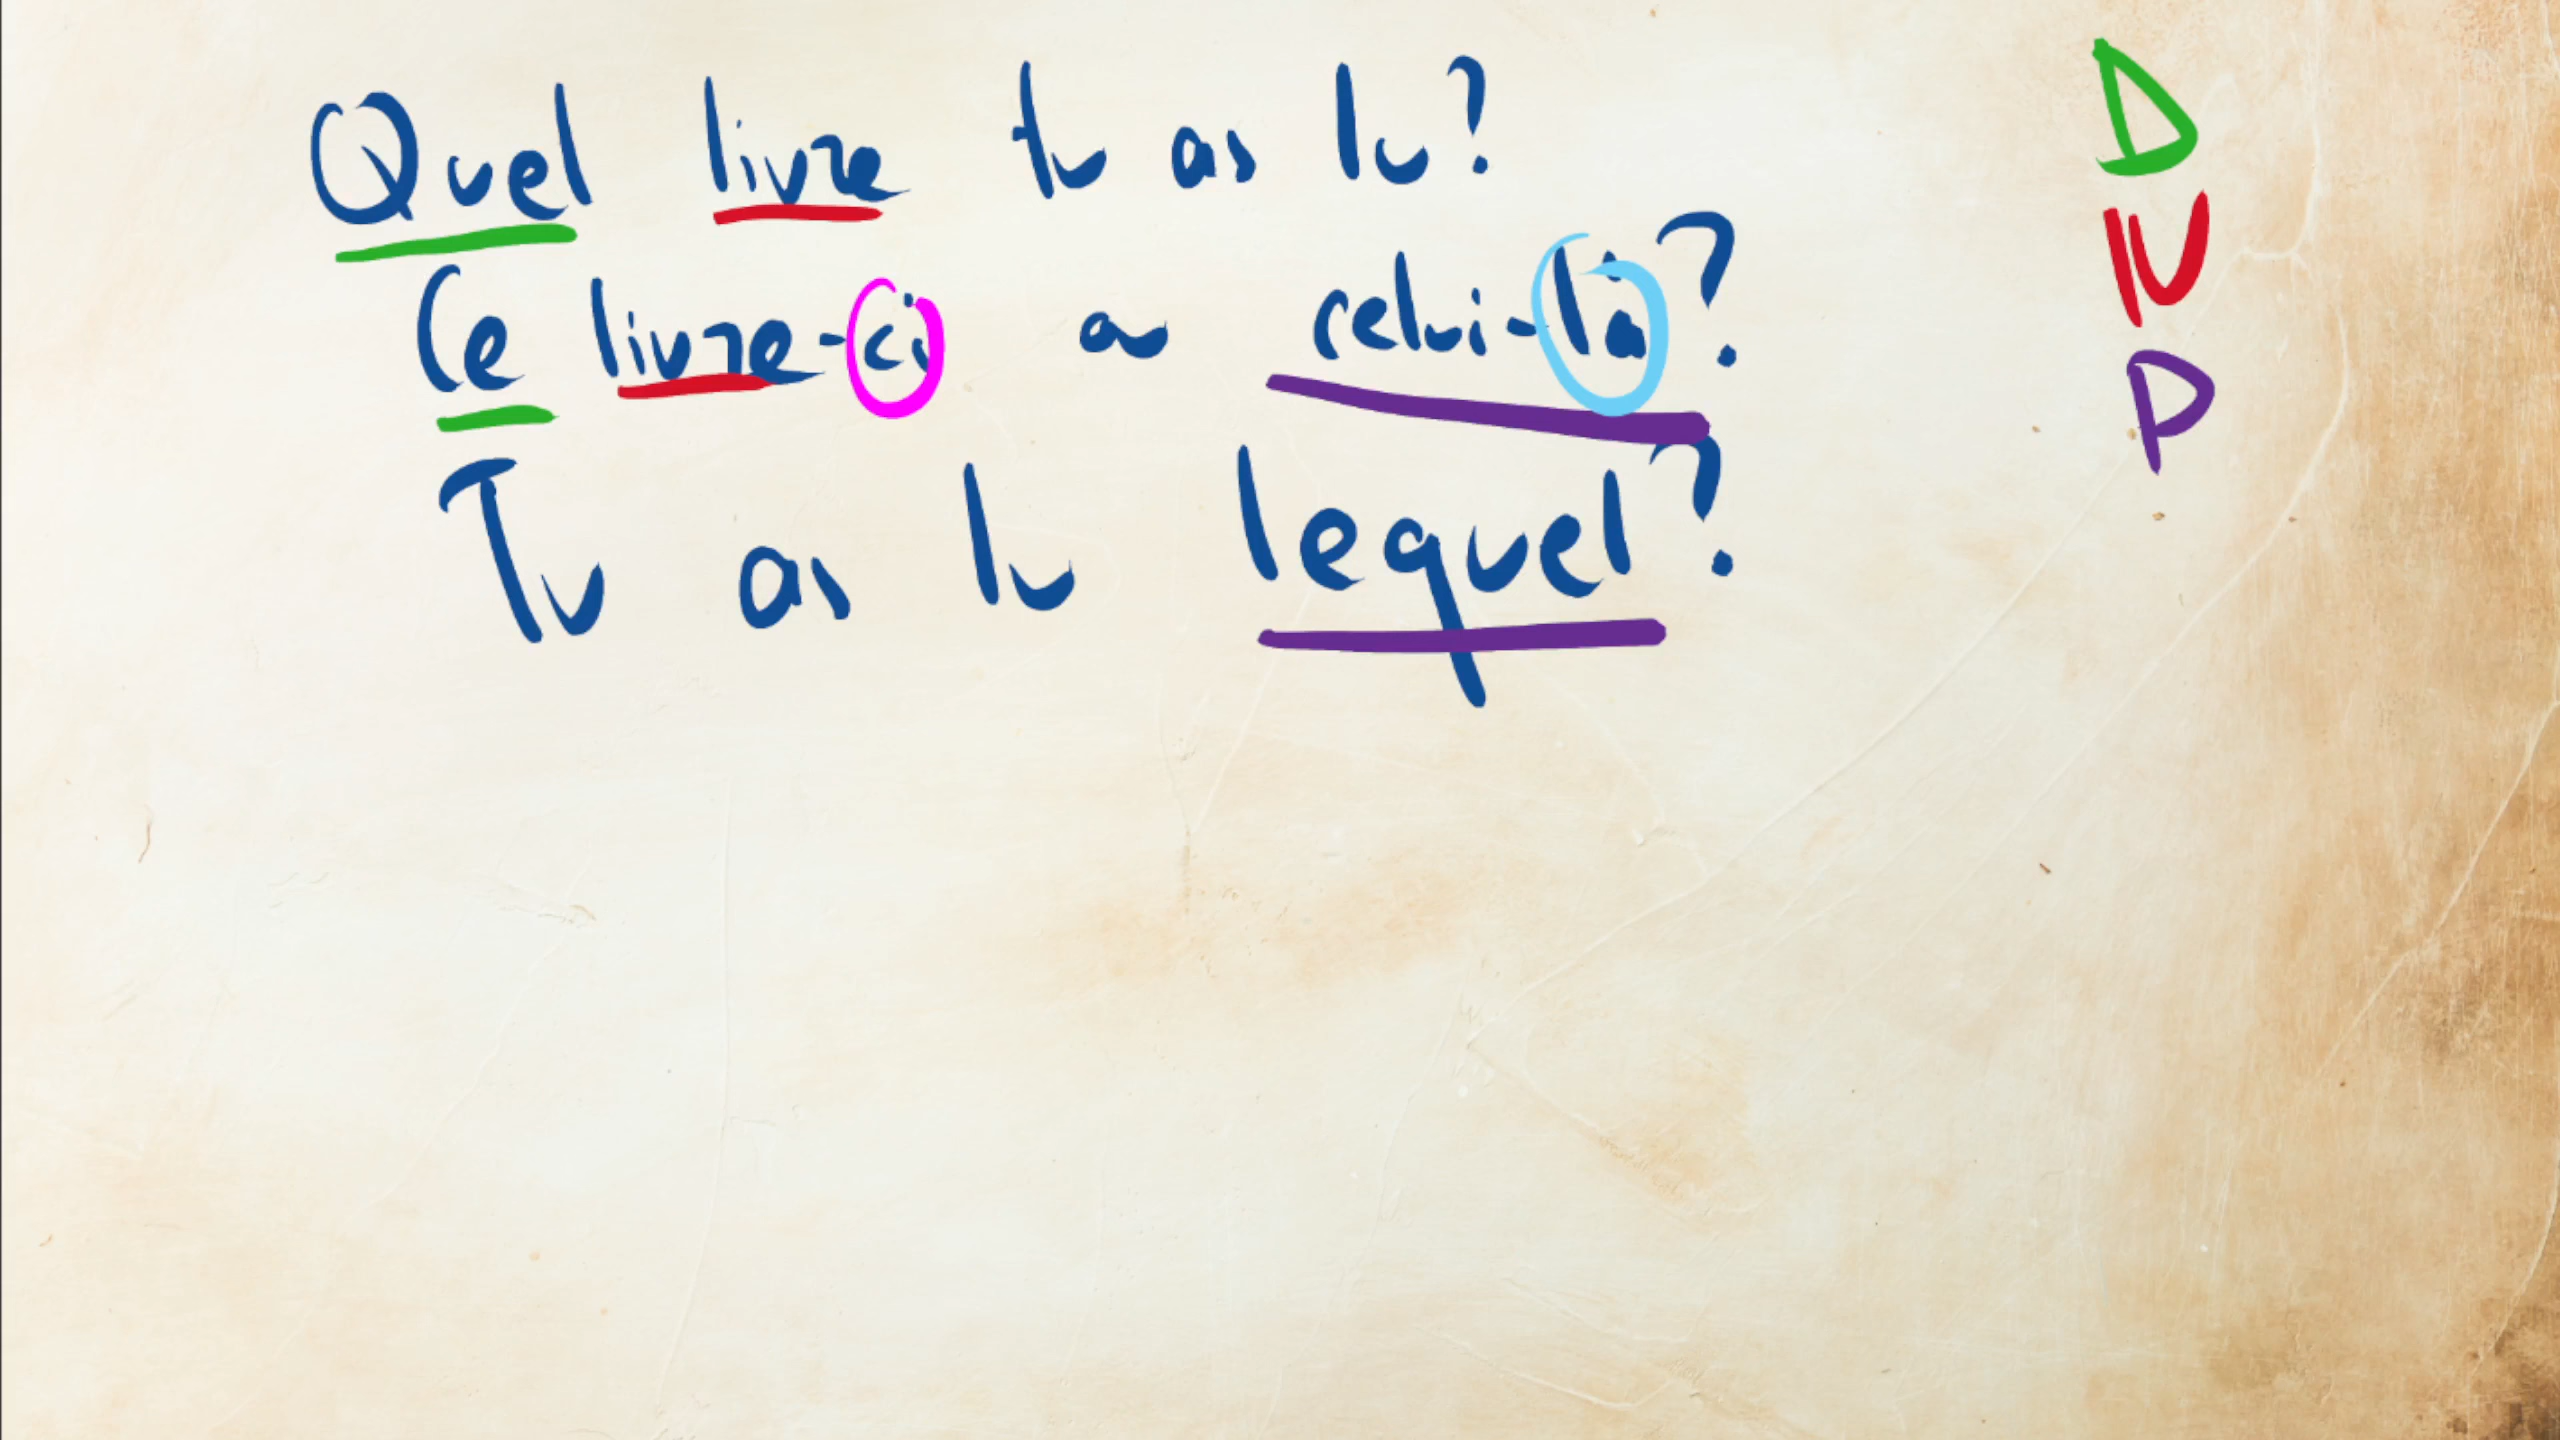 Quel livre tu as lu?
Ce livre-ci ou celui-là?
Tu as lu lequel?
D
N
P